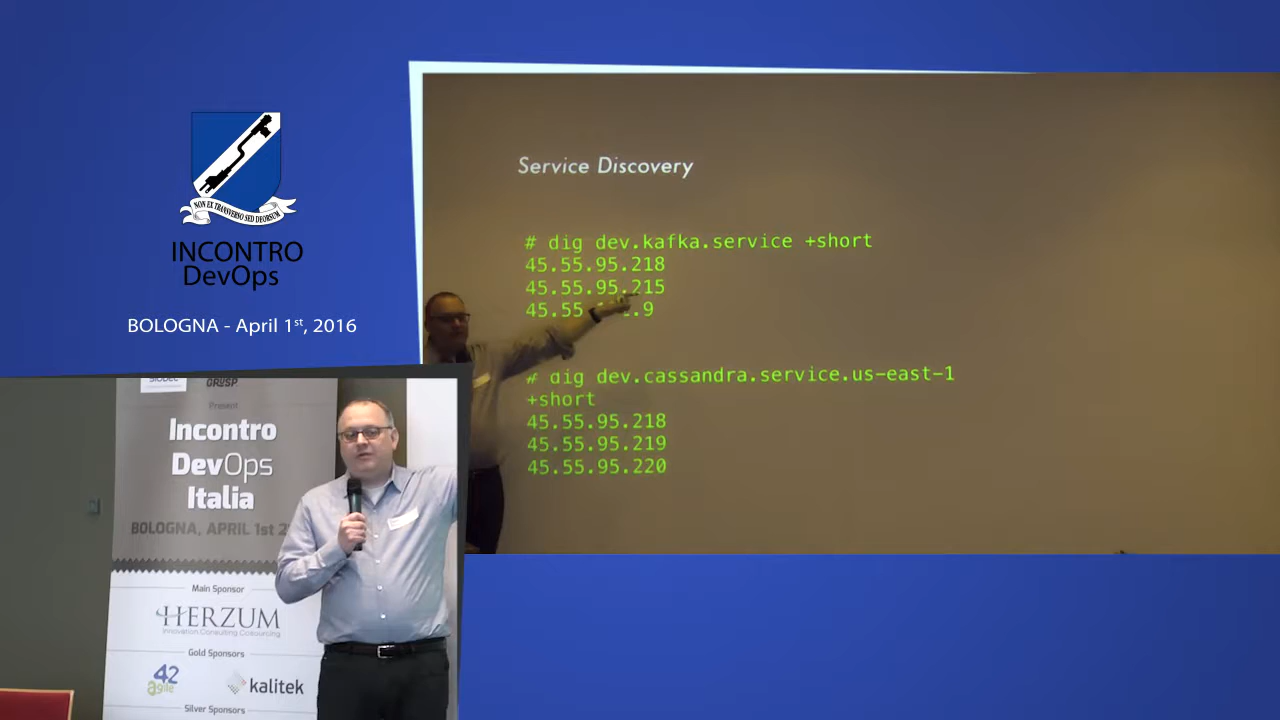 NON EX TRANSVERSO SED DEORSUM
INCONTRO
DevOps
BOLOGNA - April 1st, 2016
Service Discovery
# dig dev.kafka.service +short
45.55.95.218
45.55.95.215
45.55 .9
# dig dev.cassandra.service.us-east-1
+short
45.55.95.218
45.55.95.219
45.55.95.220
GRUSP
Present
Incontro
DevOps
Italia
BOLOGNA, APRIL 1st 2
Main Sponsor
HERZUM
Innovation Consulting Cosourcing
Gold Sponsors
42
agile
kalitek
Silver Sponsors